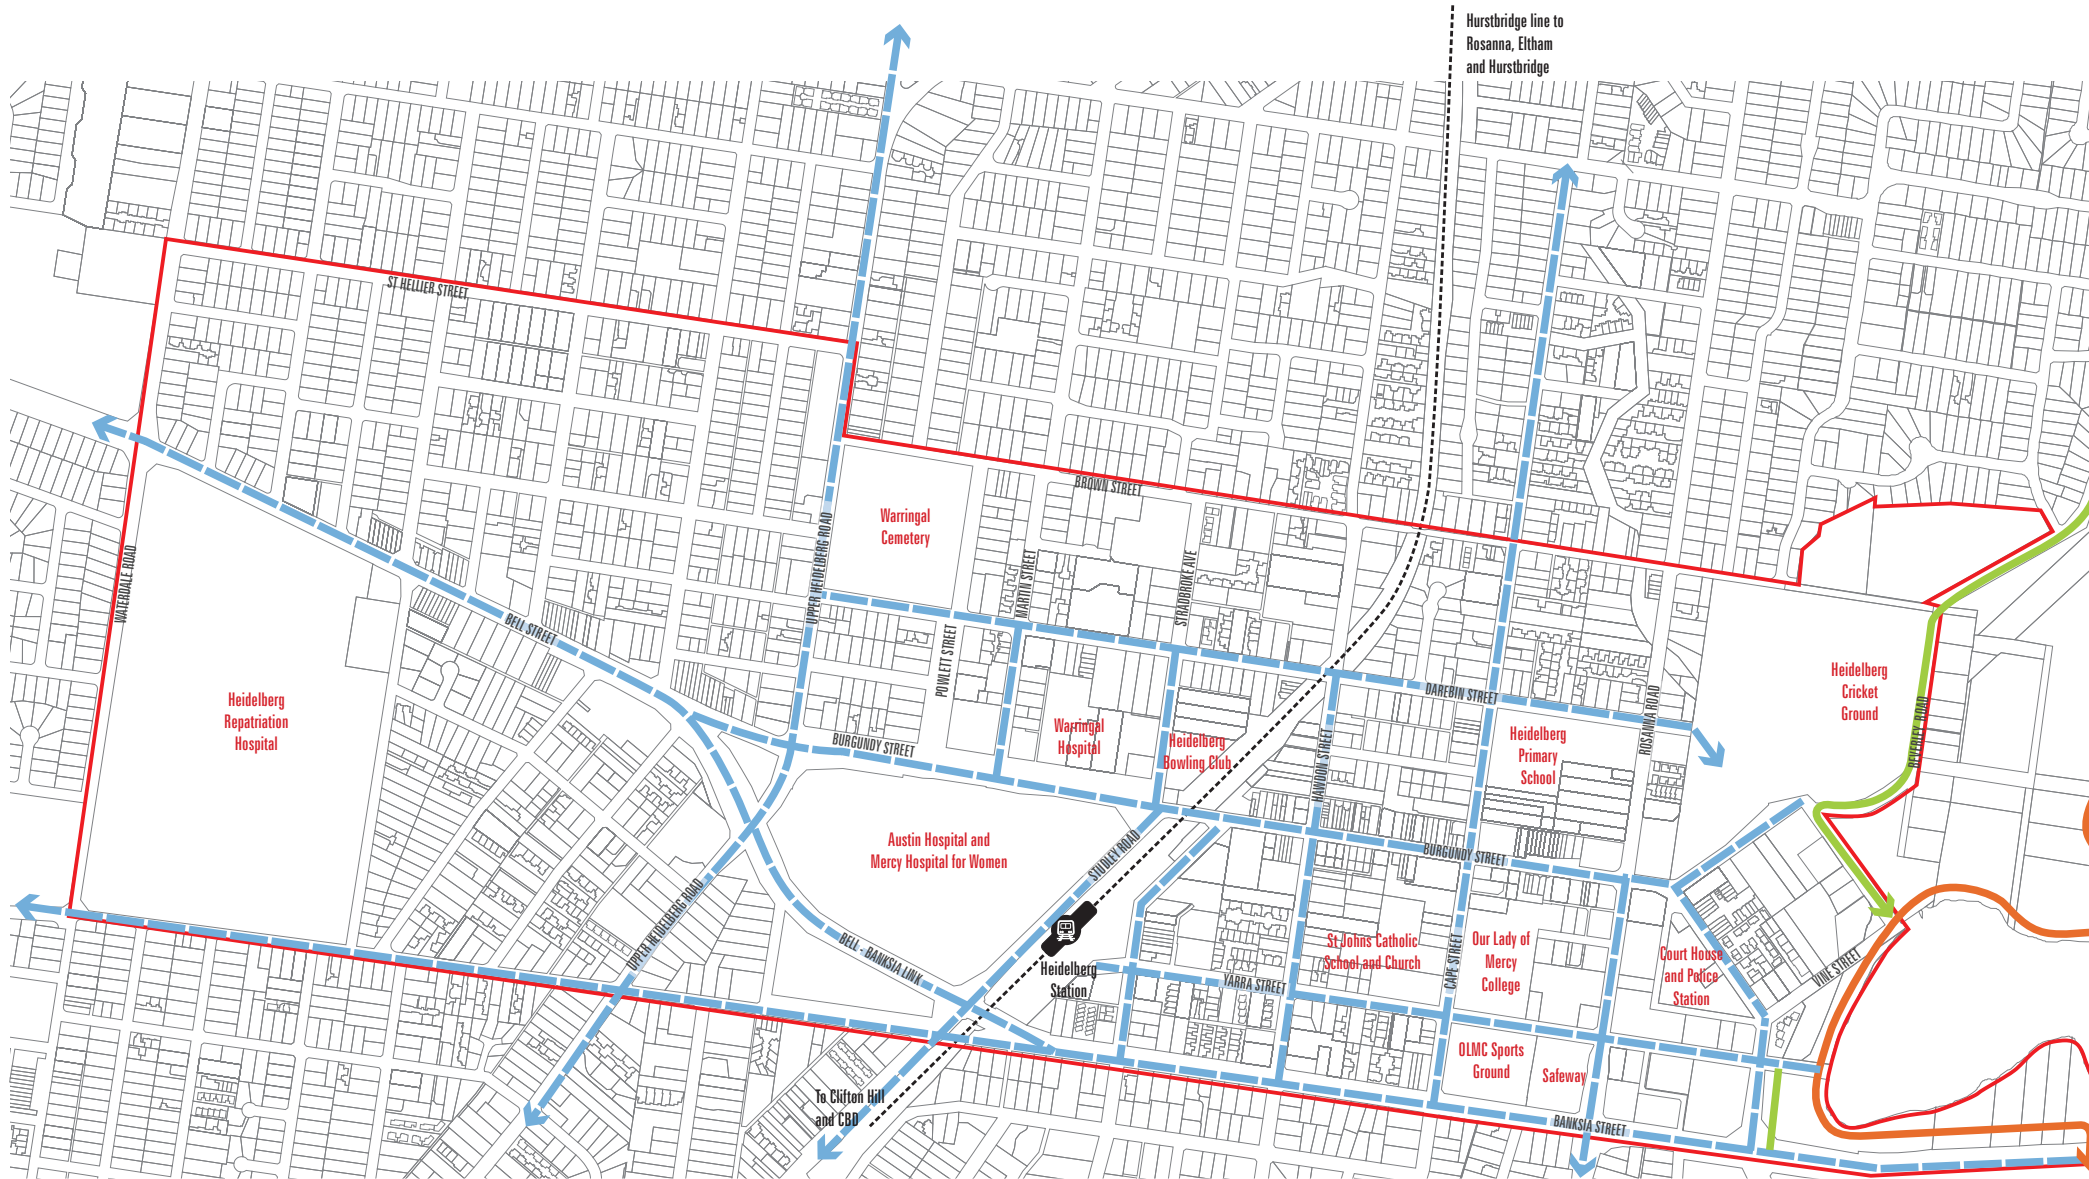 Hurstbridge line to
Rosanna, Eltham
and Hurstbridge
ST HELLIER STREET
BROWN STREET
Warringal
Cemetery
UPPER HEIDELBERG ROAD
MARTIN STREET
STRADBROKE AVE
WATERDALE ROAD
BELL STREET
POWLETT STREET
Heidelberg
Repatriation
Hospital
DAREBIN STREET
ROSANNA ROAD
Heidelberg
Cricket
Ground
BEVERLEY ROAD
Warringal
Hospital
Heidelberg
Bowling Club
HAWDON STREET
Heidelberg
Primary
School
BURGUNDY STREET
Austin Hospital and
Mercy Hospital for Women
STUDLEY ROAD
BURGUNDY STREET
UPPER HEIDELBERG ROAD
BELL - BANKSIA LINK
Heidelberg
Station
YARRA STREET
St Johns Catholic
School and Church
CAPE STREET
Our Lady of
Mercy
College
Court House
and Police
Station
VINE STREET
OLMC Sports
Ground
Safeway
To Clifton Hill
and CBD
BANKSIA STREET